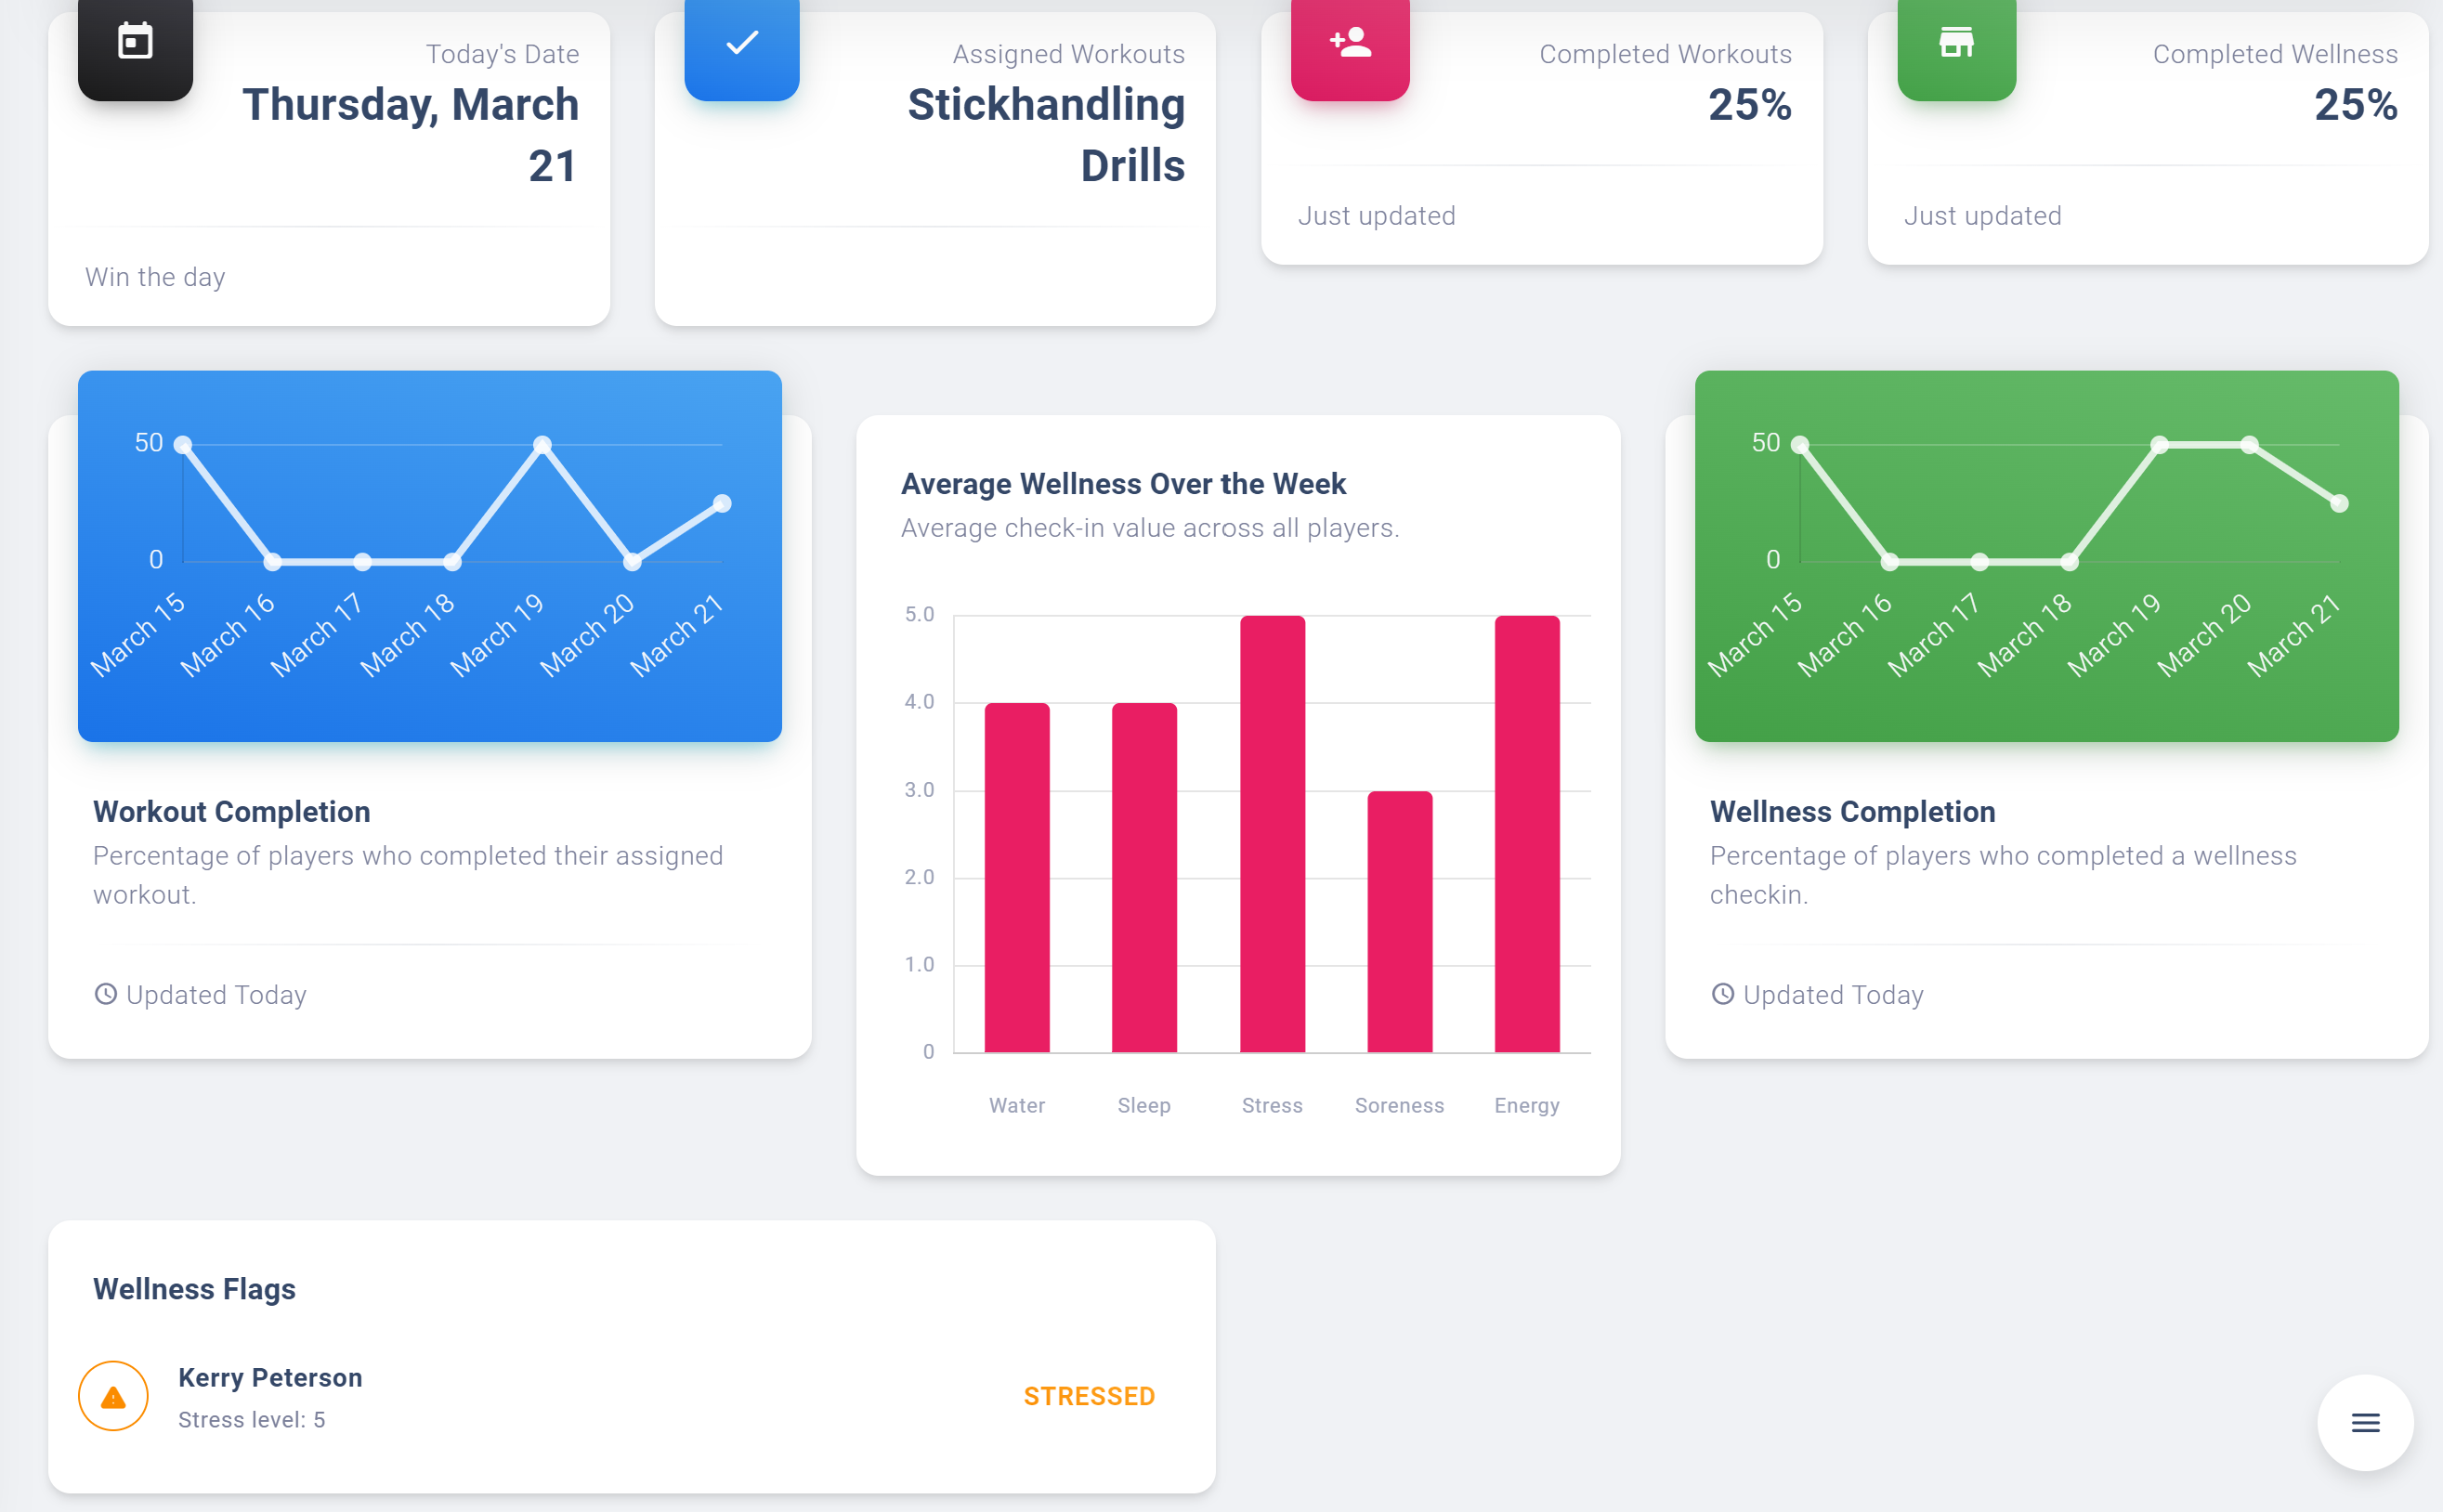 Today's Date
Thursday, March
21
Win the day
Assigned Workouts
Stickhandling
Drills
Completed Workouts
25%
Just updated
Completed Wellness
25%
Just updated
50
0
March 15
March 16
March 17
March 18
March 19
March 20
March 21
Workout Completion
Percentage of players who completed their assigned
workout.
Updated Today
Average Wellness Over the Week
Average check-in value across all players.
5.0
4.0
3.0
2.0
1.0
0
Water
Sleep
Stress
Soreness
Energy
50
0
March 15
March 16
March 17
March 18
March 19
March 20
March 21
Wellness Completion
Percentage of players who completed a wellness
checkin.
Updated Today
Wellness Flags
Kerry Peterson
Stress level: 5
STRESSED